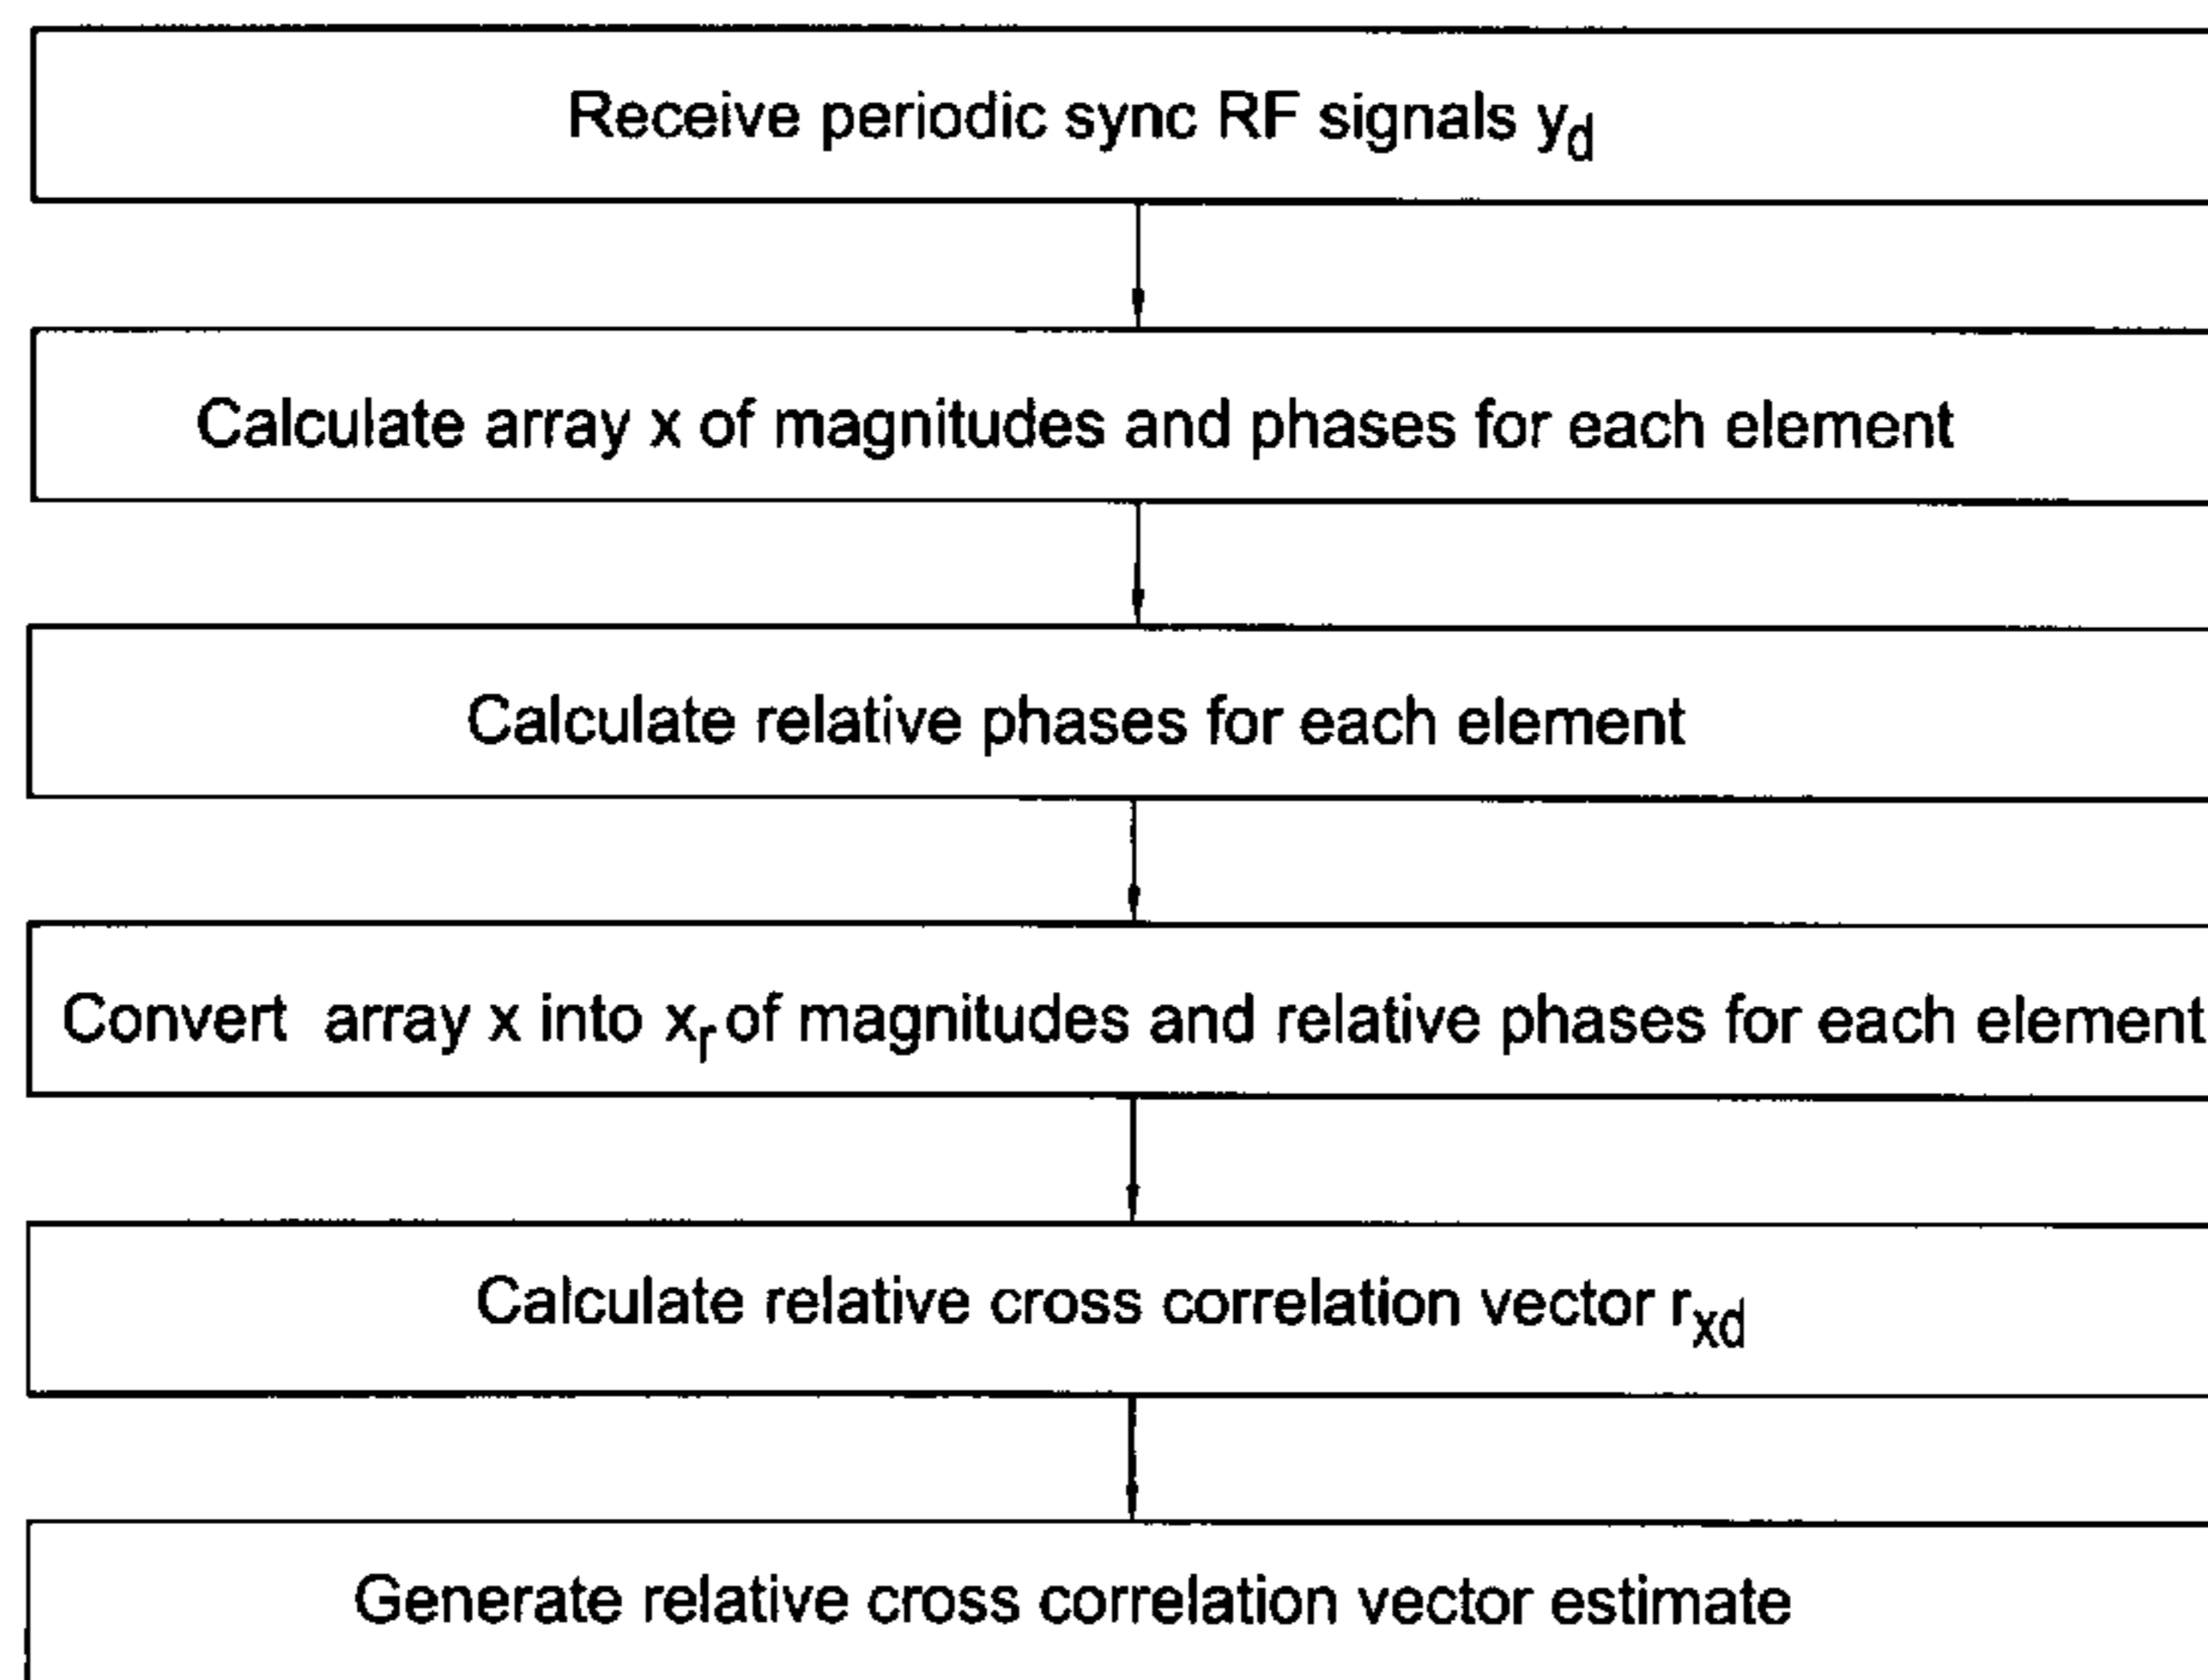 Receive periodic sync RF signals y_d
Calculate array x of magnitudes and phases for each element
Calculate relative phases for each element
Convert array x into x_r of magnitudes and relative phases for each element
Calculate relative cross correlation vector r_xd
Generate relative cross correlation vector estimate